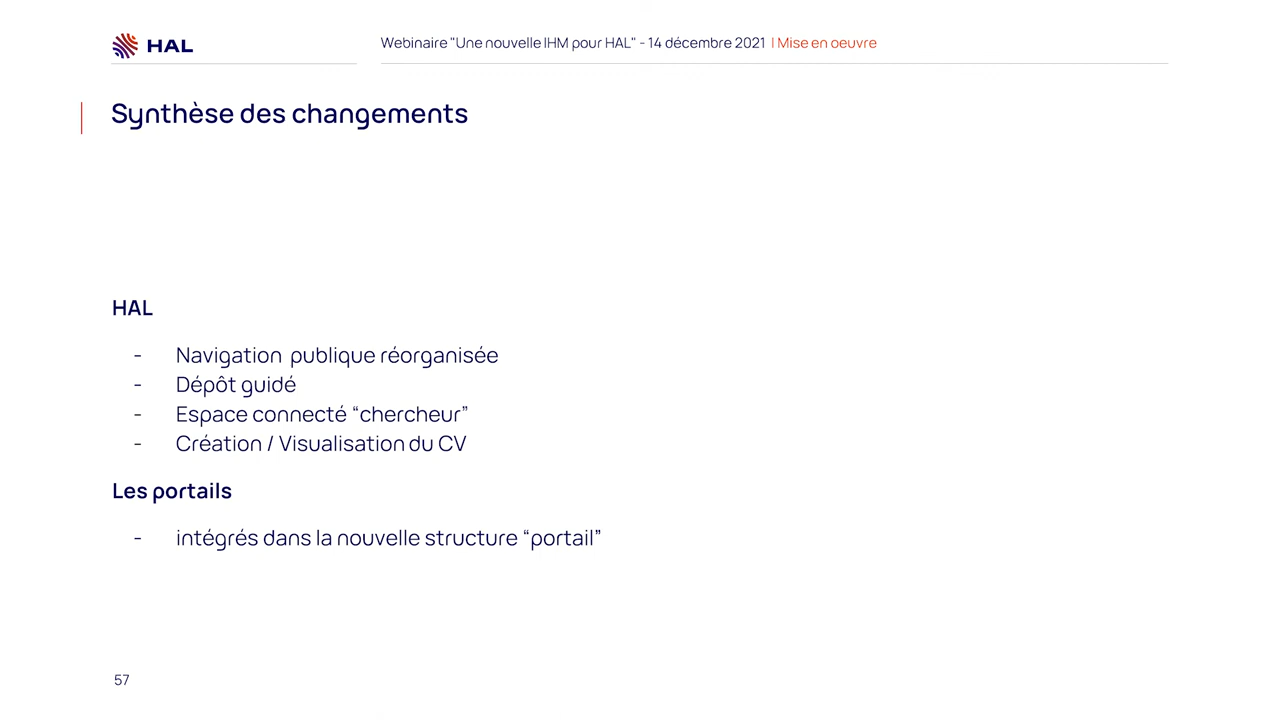 HAL
Webinaire "Une nouvelle IHM pour HAL" - 14 décembre 2021 | Mise en oeuvre
Synthèse des changements
HAL
- Navigation publique réorganisée
- Dépôt guidé
- Espace connecté “chercheur”
- Création / Visualisation du CV
Les portails
- intégrés dans la nouvelle structure “portail”
57